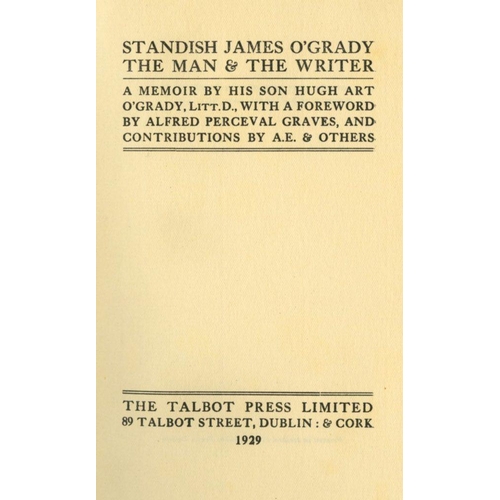 STANDISH JAMES O'GRADY
THE MAN & THE WRITER
A MEMOIR BY HIS SON HUGH ART
O'GRADY, LITT.D., WITH A FOREWORD
BY ALFRED PERCEVAL GRAVES, AND
CONTRIBUTIONS BY A.E. & OTHERS
THE TALBOT PRESS LIMITED
89 TALBOT STREET, DUBLIN : & CORK
1929